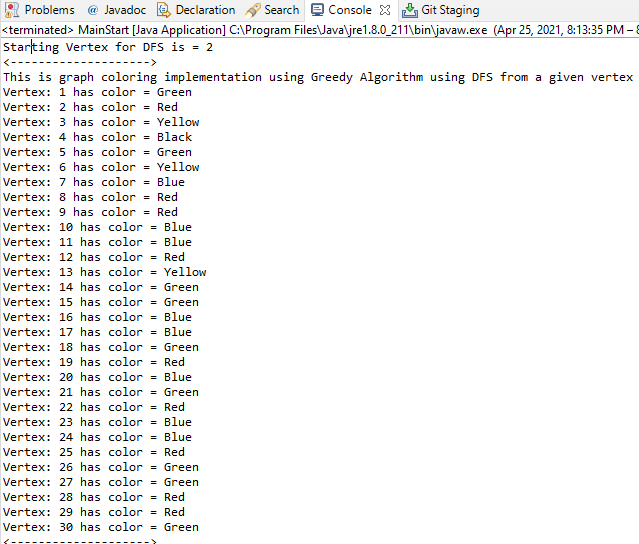 Problems @ Javadoc Declaration Search Console Git Staging
<terminated> MainStart [Java Application] C:\Program Files\Java\jre1.8.0_211\bin\javaw.exe (Apr 25, 2021, 8:13:35 PM – 8
Starting Vertex for DFS is = 2
<-------------------->
This is graph coloring implementation using Greedy Algorithm using DFS from a given vertex
Vertex: 1 has color = Green
Vertex: 2 has color = Red
Vertex: 3 has color = Yellow
Vertex: 4 has color = Black
Vertex: 5 has color = Green
Vertex: 6 has color = Yellow
Vertex: 7 has color = Blue
Vertex: 8 has color = Red
Vertex: 9 has color = Red
Vertex: 10 has color = Blue
Vertex: 11 has color = Blue
Vertex: 12 has color = Red
Vertex: 13 has color = Yellow
Vertex: 14 has color = Green
Vertex: 15 has color = Green
Vertex: 16 has color = Blue
Vertex: 17 has color = Blue
Vertex: 18 has color = Green
Vertex: 19 has color = Red
Vertex: 20 has color = Blue
Vertex: 21 has color = Green
Vertex: 22 has color = Red
Vertex: 23 has color = Blue
Vertex: 24 has color = Blue
Vertex: 25 has color = Red
Vertex: 26 has color = Green
Vertex: 27 has color = Green
Vertex: 28 has color = Red
Vertex: 29 has color = Red
Vertex: 30 has color = Green
<-------------------->